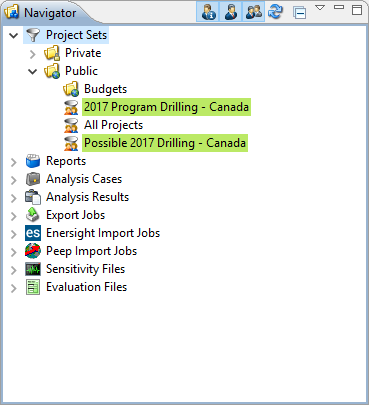 Navigator
Project Sets
Private
Public
Budgets
2017 Program Drilling - Canada
All Projects
Possible 2017 Drilling - Canada
Reports
Analysis Cases
Analysis Results
Export Jobs
es Enersight Import Jobs
Peep Import Jobs
Sensitivity Files
Evaluation Files